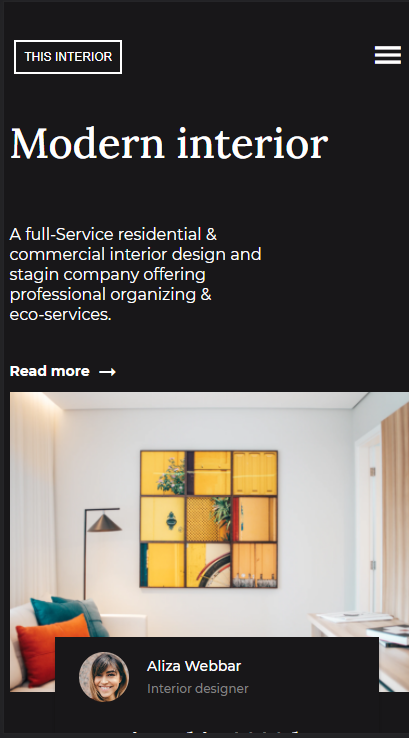 THIS INTERIOR
Modern interior
A full-Service residential &
commercial interior design and
stagin company offering
professional organizing &
eco-services.
Read more →
Aliza Webbar
Interior designer